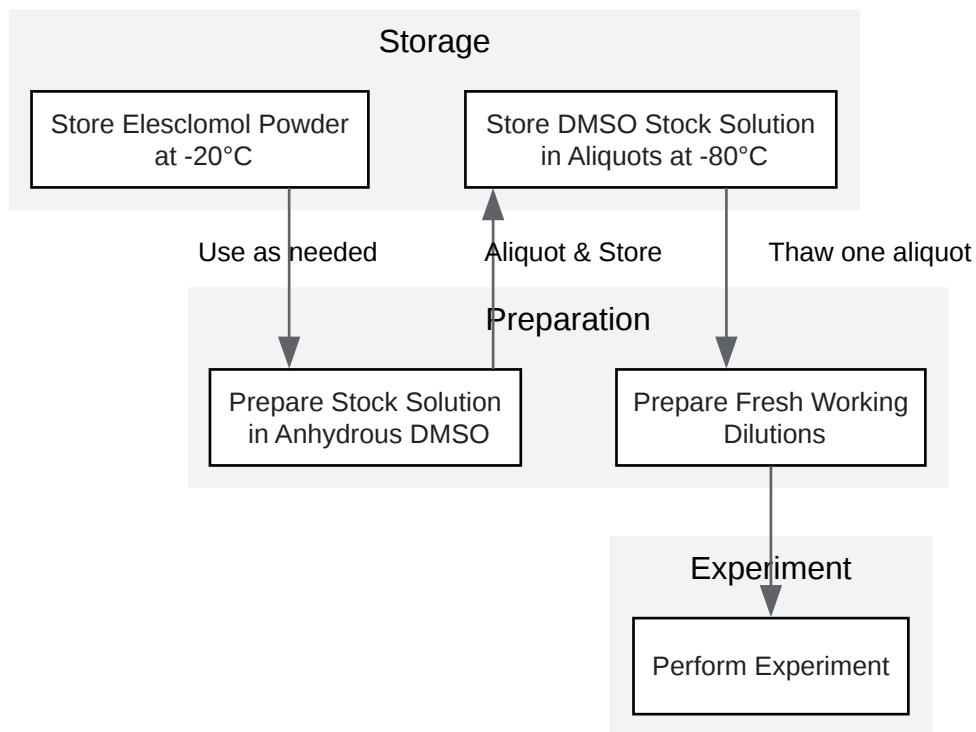 Storage
Store Elesclomol Powder
at -20°C
Store DMSO Stock Solution
in Aliquots at -80°C
Use as needed
Aliquot & Store
Thaw one aliquot
Preparation
Prepare Stock Solution
in Anhydrous DMSO
Prepare Fresh Working
Dilutions
Experiment
Perform Experiment